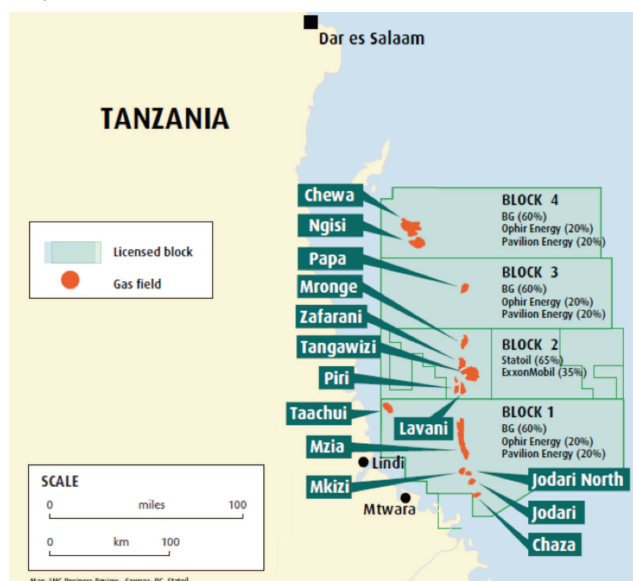 Dar es Salaam
TANZANIA
Chewa
Ngisi
Papa
Mronge
Zafarani
Tangawizi
Piri
Taachui
Lavani
Mzia
Lindi
Mkizi
Mtwara
Jodari North
Jodari
Chaza
BLOCK 4
BG (60%)
Ophir Energy (20%)
Pavilion Energy (20%)
BLOCK 3
BG (60%)
Ophir Energy (20%)
Pavilion Energy (20%)
BLOCK 2
Statoil (65%)
ExxonMobil (35%)
BLOCK 1
BG (60%)
Ophir Energy (20%)
Pavilion Energy (20%)
Licensed block
Gas field
SCALE
0 miles 100
0 km 100